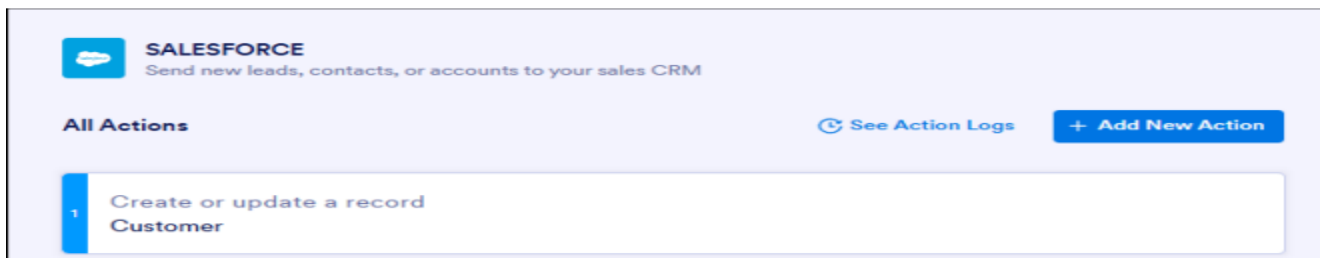 SALESFORCE
Send new leads, contacts, or accounts to your sales CRM
All Actions
See Action Logs
+ Add New Action
1
Create or update a record
Customer